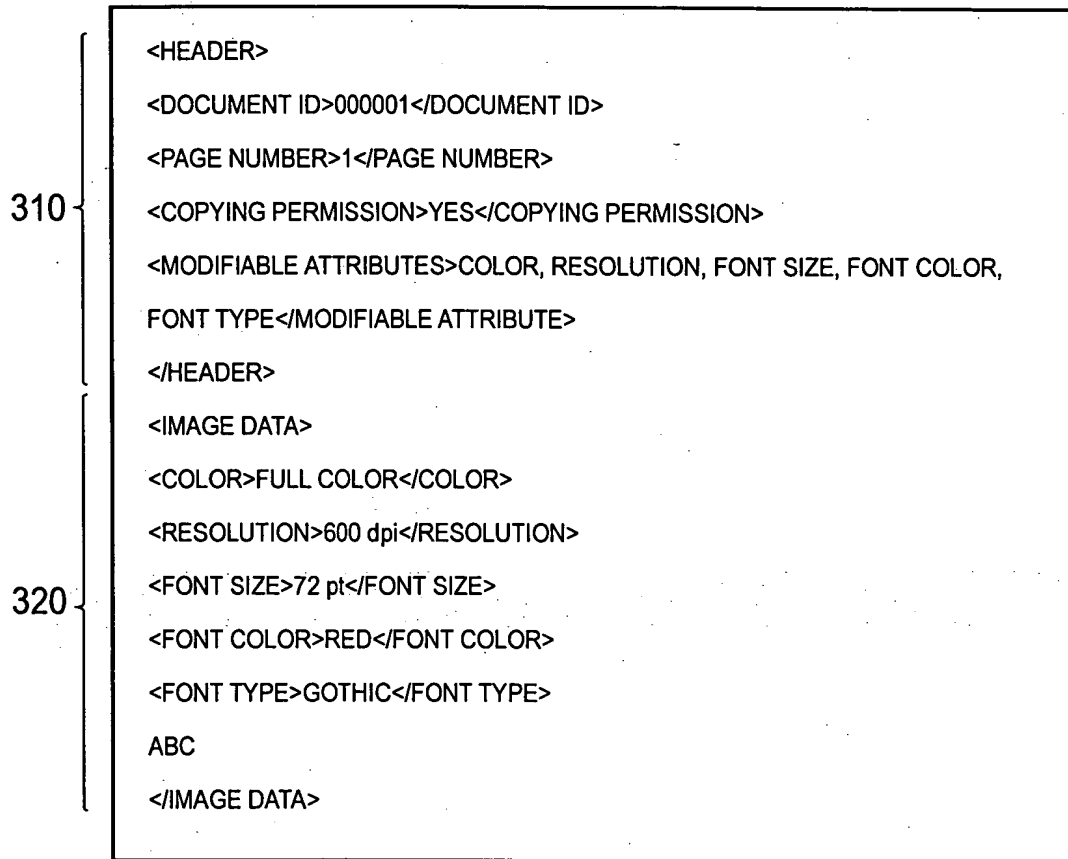 <HEADER>
<DOCUMENT ID>000001</DOCUMENT ID>
<PAGE NUMBER>1</PAGE NUMBER>
310
<COPYING PERMISSION>YES</COPYING PERMISSION>
<MODIFIABLE ATTRIBUTES>COLOR, RESOLUTION, FONT SIZE, FONT COLOR,
FONT TYPE</MODIFIABLE ATTRIBUTE>
</HEADER>
<IMAGE DATA>
<COLOR>FULL COLOR</COLOR>
<RESOLUTION>600 dpi</RESOLUTION>
<FONT SIZE>72 pt</FONT SIZE>
320
<FONT COLOR>RED</FONT COLOR>
<FONT TYPE>GOTHIC</FONT TYPE>
ABC
</IMAGE DATA>